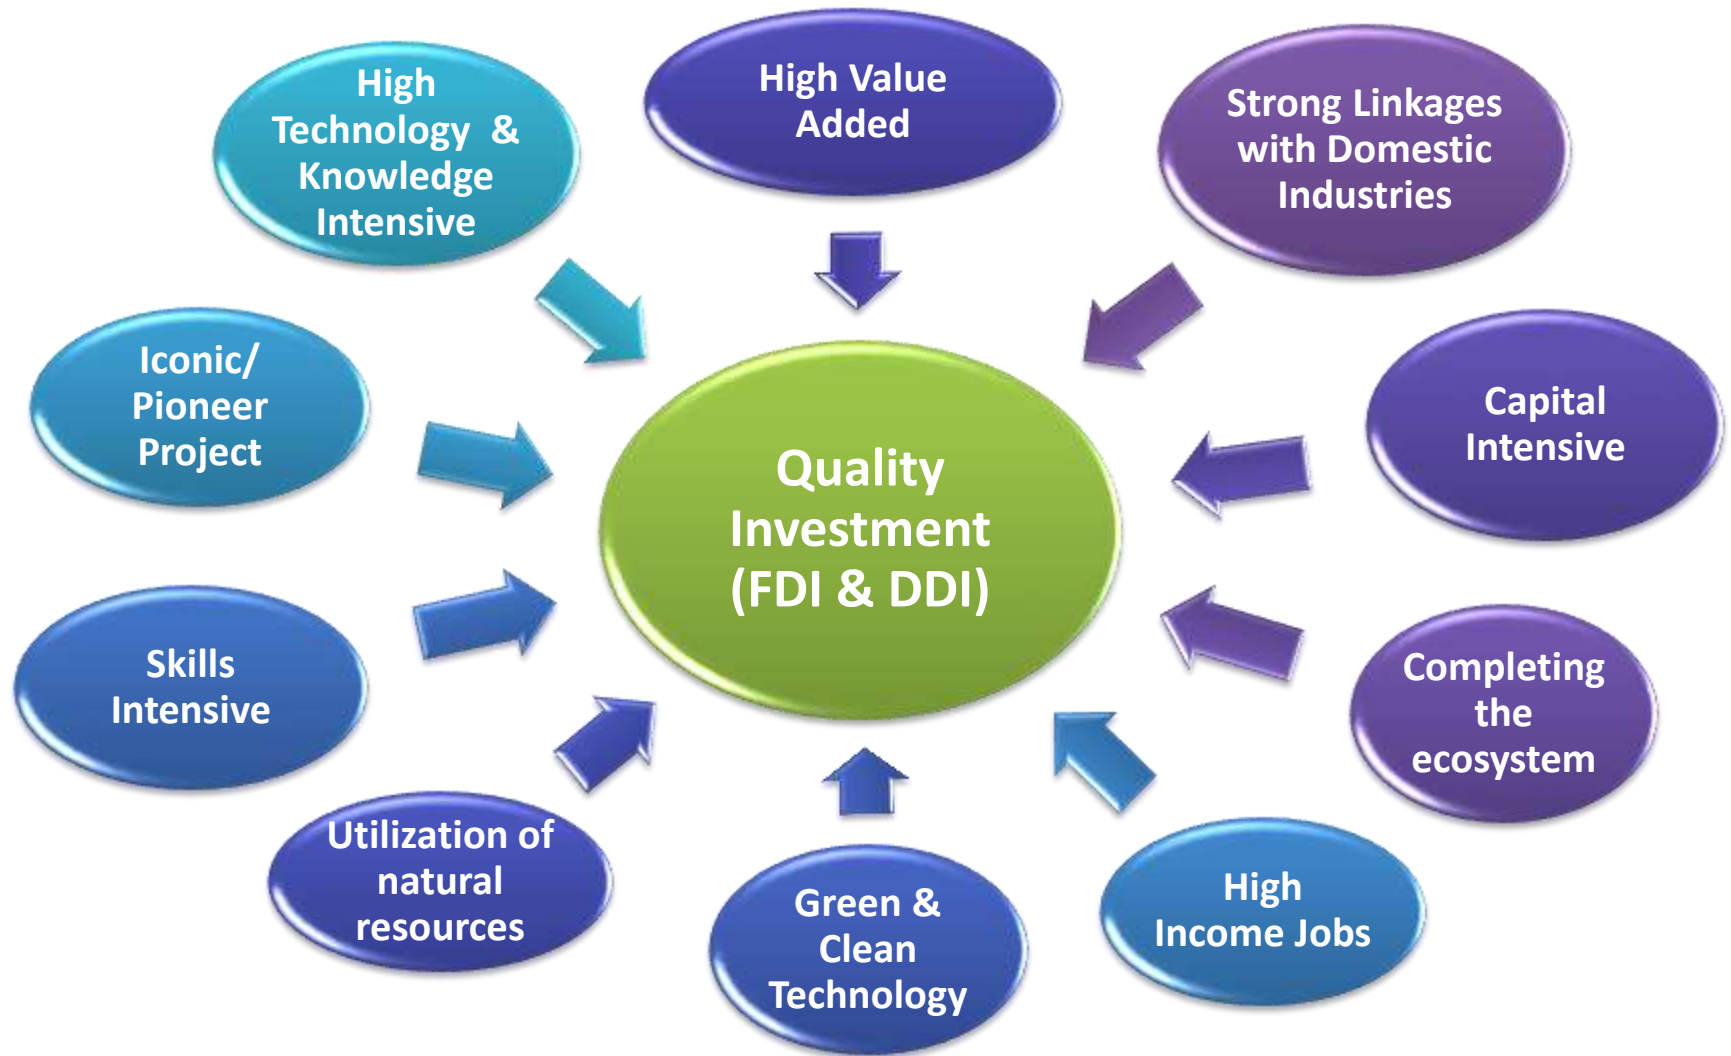 High
Technology &
Knowledge
Intensive
High Value
Added
Strong Linkages
with Domestic
Industries
Iconic/
Pioneer
Project
Capital
Intensive
Quality
Investment
(FDI & DDI)
Skills
Intensive
Completing
the
ecosystem
Utilization of
natural
resources
Green &
Clean
Technology
High
Income Jobs